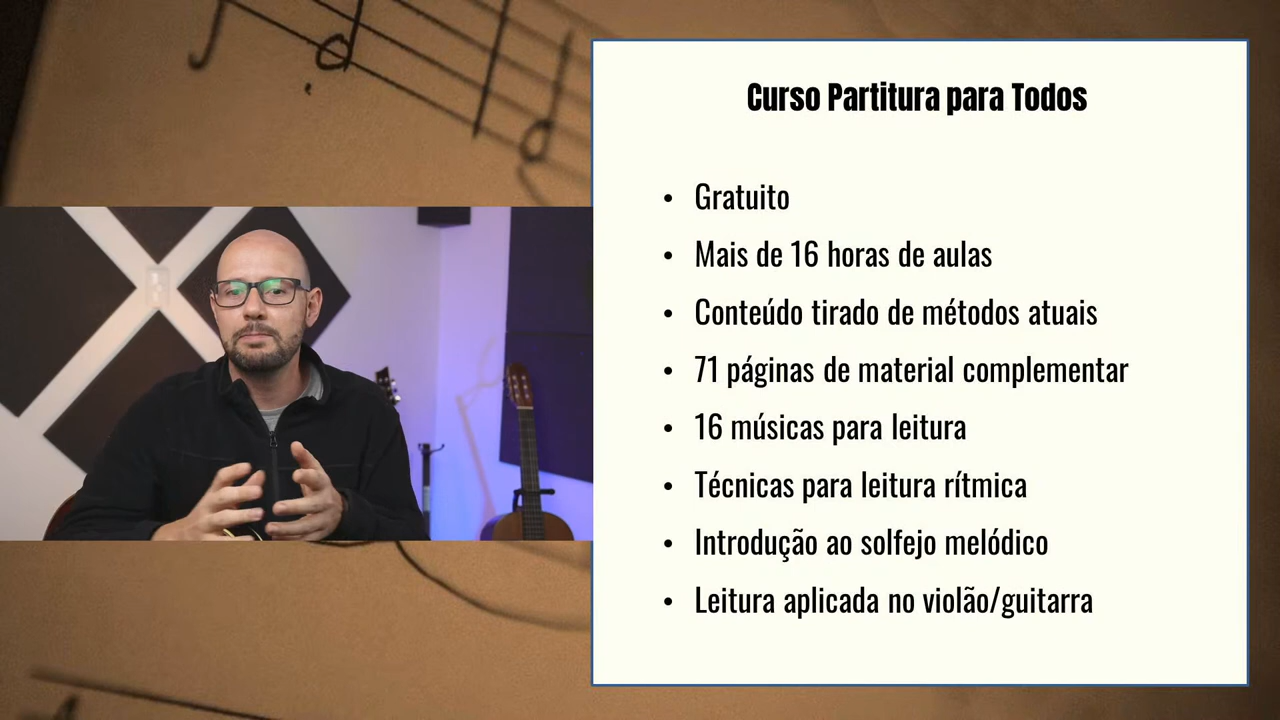 Curso Partitura para Todos
• Gratuito
• Mais de 16 horas de aulas
• Conteúdo tirado de métodos atuais
• 71 páginas de material complementar
• 16 músicas para leitura
• Técnicas para leitura rítmica
• Introdução ao solfejo melódico
• Leitura aplicada no violão/guitarra